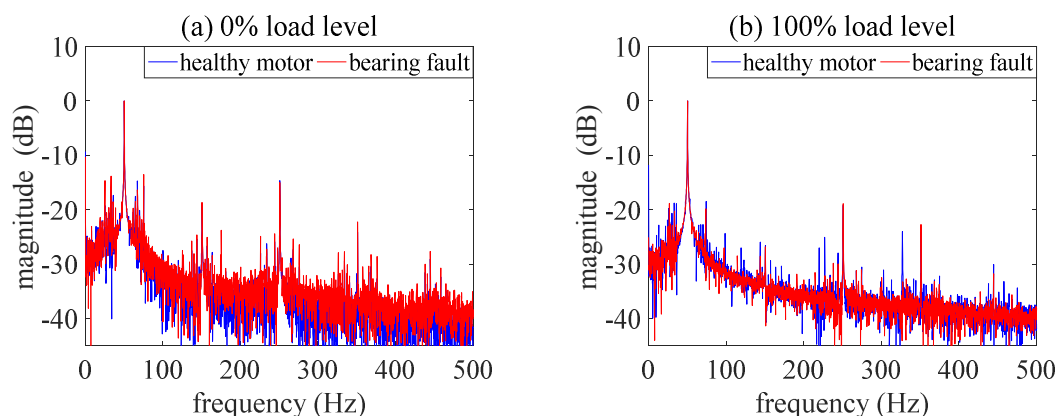 (a) 0% load level
10
healthy motor bearing fault
0
-10
-20
-30
-40
magnitude (dB)
0 100 200 300 400 500
frequency (Hz)
(b) 100% load level
10
healthy motor bearing fault
0
-10
-20
-30
-40
magnitude (dB)
0 100 200 300 400 500
frequency (Hz)